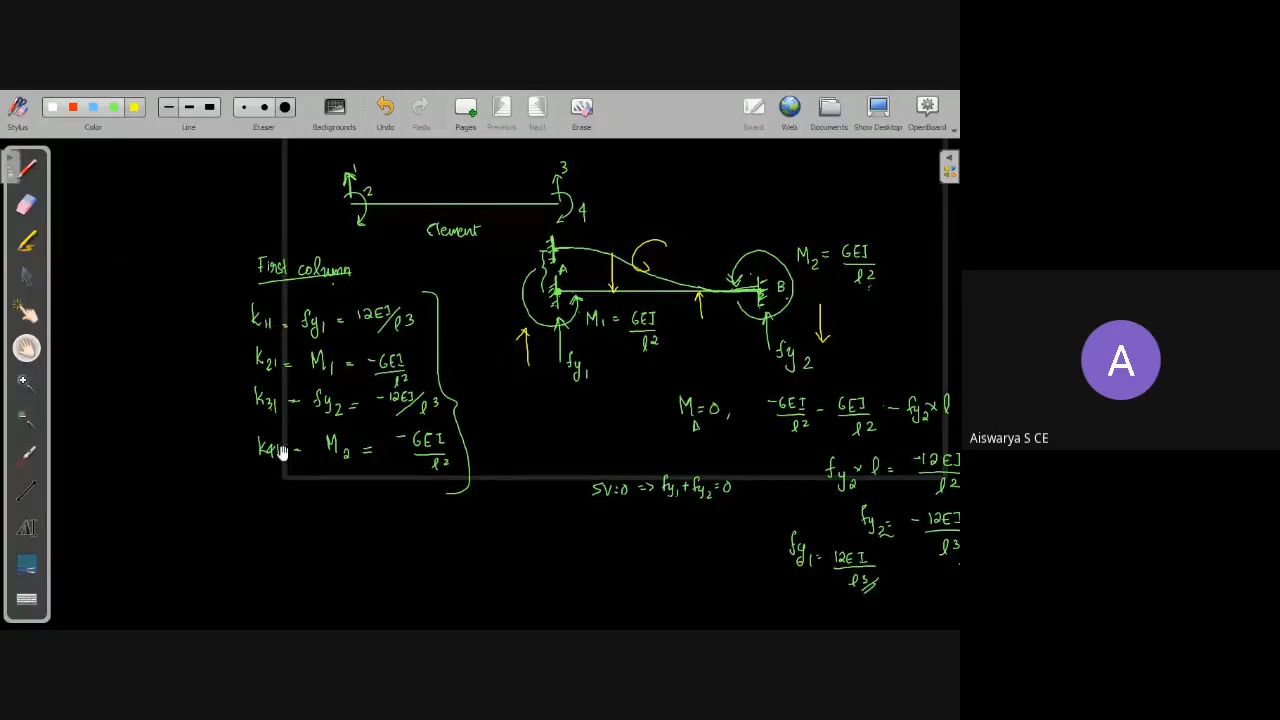 Stylus
Color
Line
Eraser
Backgrounds
Undo
Redo
Pages
Previous
Next
Erase
Board
Web
Documents
Show Desktop
OpenBoard
1
2
3
4
Element
First column
k11 = fy1 = 12EI/l3
k21 = M1 = -6EI/l2
k31 - fy2 = -12EI/l3
k41 - M2 = -6EI/l2
A
B
M1 = 6EI/l2
M2 = 6EI/l2
fy1
fy2
MA=0, -6EI/l2 - 6EI/l2 - fy2 x l
fy2 x l = -12EI/l2
fy2 = -12EI/l3
ΣV=0 => fy1+fy2=0
fy1 = 12EI/l3
A
Aiswarya S CE